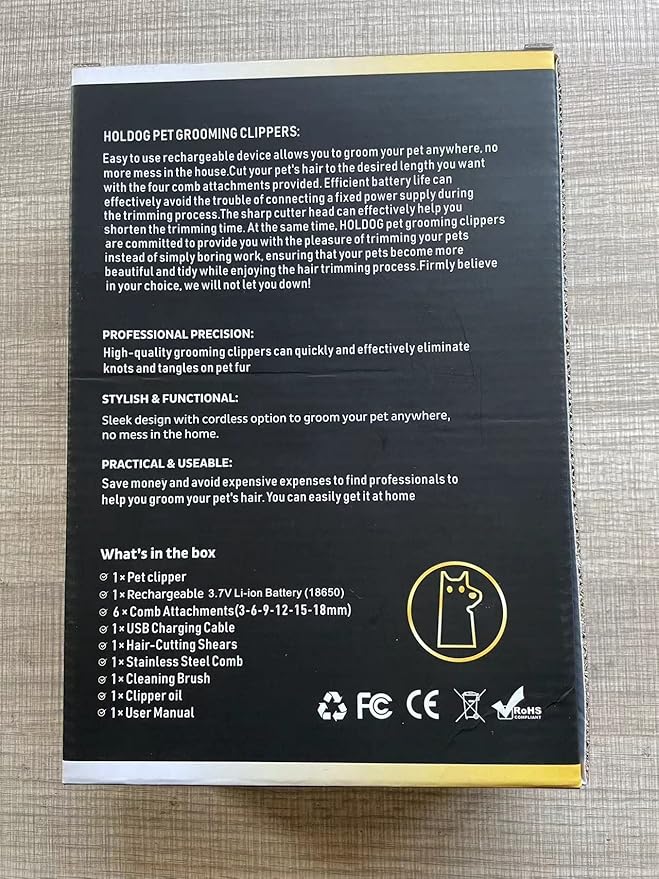 HOLDOG PET GROOMING CLIPPERS:
Easy to use rechargeable device allows you to groom your pet anywhere, no
more mess in the house.Cut your pet's hair to the desired length you want
with the four comb attachments provided. Efficient battery life can
effectively avoid the trouble of connecting a fixed power supply during
the trimming process.The sharp cutter head can effectively help you
shorten the trimming time. At the same time, HOLDOG pet grooming clippers
are committed to provide you with the pleasure of trimming your pets
instead of simply boring work, ensuring that your pets become more
beautiful and tidy while enjoying the hair trimming process.Firmly believe
in your choice, we will not let you down!
PROFESSIONAL PRECISION:
High-quality grooming clippers can quickly and effectively eliminate
knots and tangles on pet fur
STYLISH & FUNCTIONAL:
Sleek design with cordless option to groom your pet anywhere,
no mess in the home.
PRACTICAL & USEABLE:
Save money and avoid expensive expenses to find professionals to
help you groom your pet's hair. You can easily get it at home
What's in the box
1×Pet clipper
1×Rechargeable 3.7V Li-ion Battery (18650)
6×Comb Attachments(3-6-9-12-15-18mm)
1×USB Charging Cable
1×Hair-Cutting Shears
1×Stainless Steel Comb
1×Cleaning Brush
1×Clipper oil
1×User Manual
FC CE RoHS
COMPLIANT